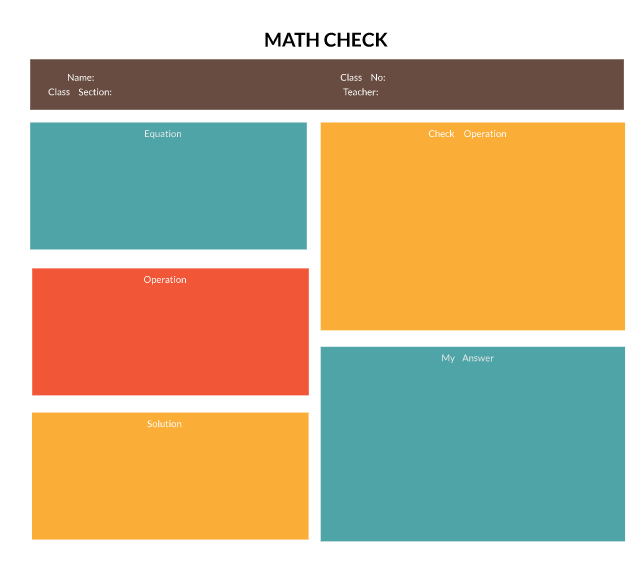 MATH CHECK
Name:
Class No:
Class Section:
Teacher:
Equation
Check Operation
Operation
My Answer
Solution